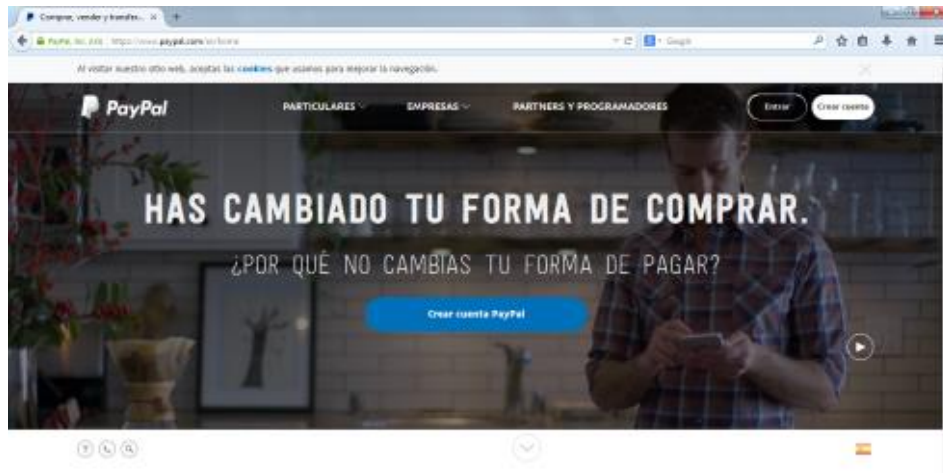 Compra, vender y transfer...
PayPal, Inc. (US) https://www.paypal.com/es/home
Google
Al visitar nuestro sitio web, aceptas las cookies que usamos para mejorar la navegación.
PayPal
PARTICULARES
EMPRESAS
PARTNERS Y PROGRAMADORES
Entrar
Crear cuenta
HAS CAMBIADO TU FORMA DE COMPRAR.
¿POR QUÉ NO CAMBIAS TU FORMA DE PAGAR?
Crear cuenta PayPal